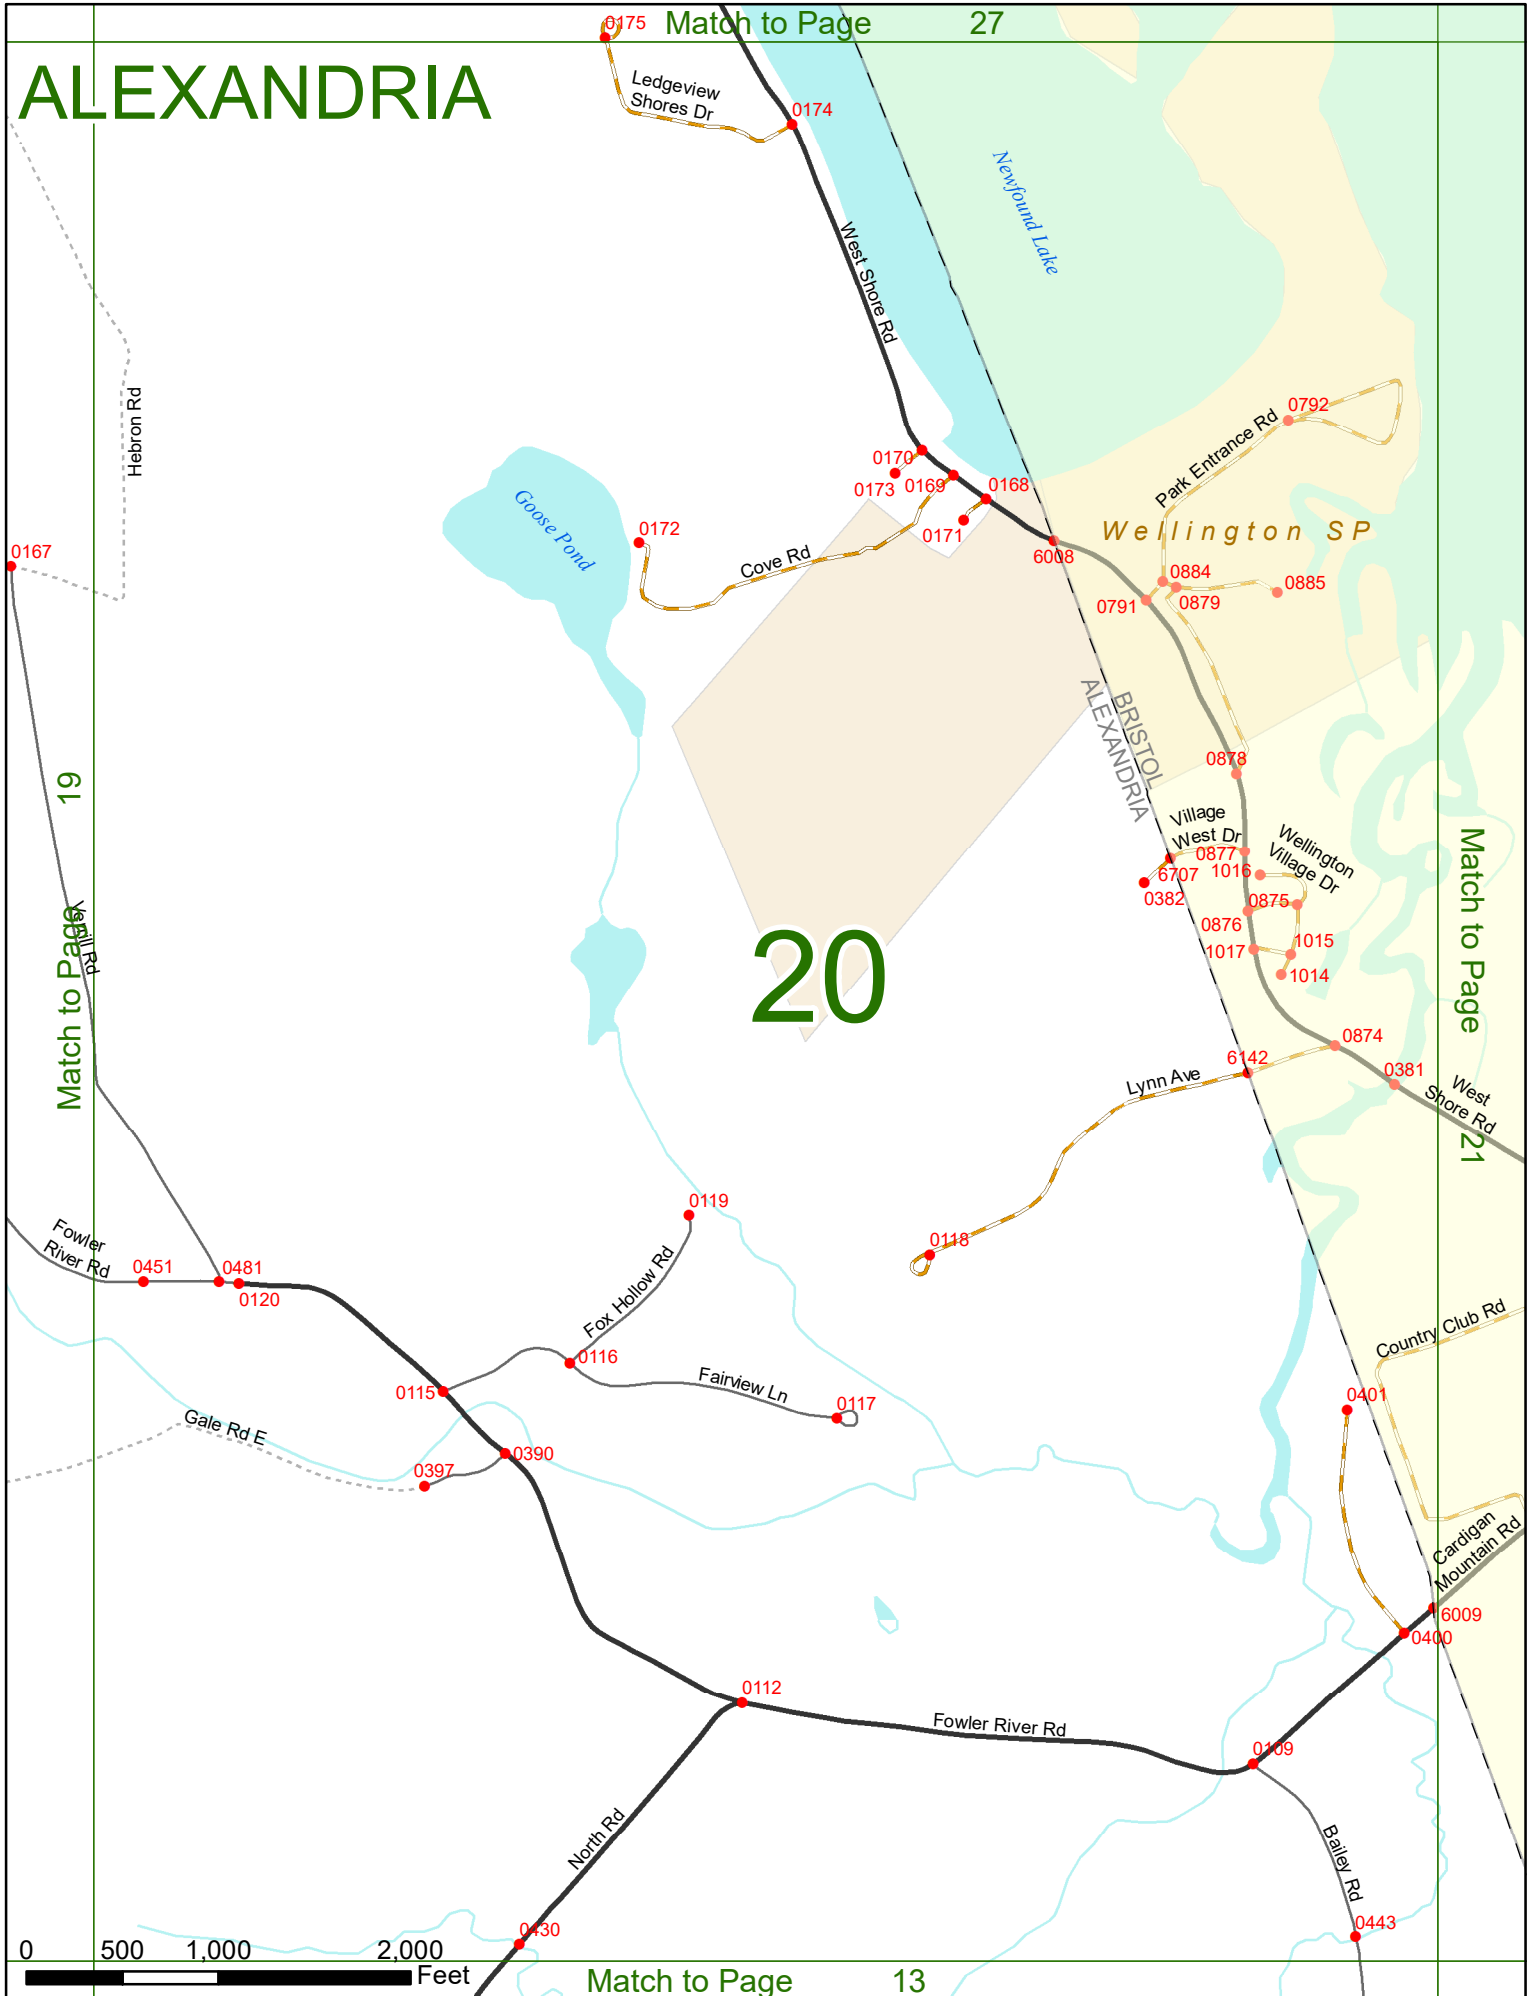 0175
Match to Page 27
ALEXANDRIA
Ledgeview
Shores Dr
0174
Newfound Lake
West Shore Rd
Hebron Rd
0792
Park Entrance Rd
0170
0173
0169
0168
0171
Goose Pond
0172
Cove Rd
Wellington SP
6008
0167
0884
0885
0791
0879
BRISTOL
ALEXANDRIA
0878
19
Match to Page
Verrill Rd
Village
West Dr
0877
Wellington
Village Dr
6707
1016
0382
0875
0876
1017
1015
1014
20
Match to Page
21
0874
6142
0381
Lynn Ave
West
Shore Rd
0119
0118
Fowler
River Rd
0451
0481
0120
Fox Hollow Rd
0116
Country Club Rd
Fairview Ln
0115
0117
0401
Gale Rd E
0390
0397
Cardigan
Mountain Rd
6009
0400
0112
Fowler River Rd
0109
North Rd
Bailey Rd
0430
0443
0 500 1,000 2,000
Feet
Match to Page 13